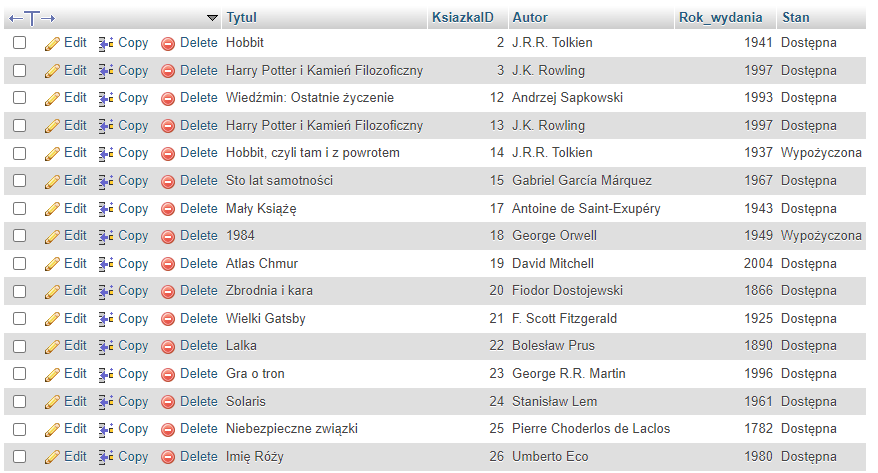 Tytul KsiazkaID Autor Rok_wydania Stan
Edit Copy Delete Hobbit 2 J.R.R. Tolkien 1941 Dostępna
Edit Copy Delete Harry Potter i Kamień Filozoficzny 3 J.K. Rowling 1997 Dostępna
Edit Copy Delete Wiedźmin: Ostatnie życzenie 12 Andrzej Sapkowski 1993 Dostępna
Edit Copy Delete Harry Potter i Kamień Filozoficzny 13 J.K. Rowling 1997 Dostępna
Edit Copy Delete Hobbit, czyli tam i z powrotem 14 J.R.R. Tolkien 1937 Wypożyczona
Edit Copy Delete Sto lat samotności 15 Gabriel García Márquez 1967 Dostępna
Edit Copy Delete Mały Książę 17 Antoine de Saint-Exupéry 1943 Dostępna
Edit Copy Delete 1984 18 George Orwell 1949 Wypożyczona
Edit Copy Delete Atlas Chmur 19 David Mitchell 2004 Dostępna
Edit Copy Delete Zbrodnia i kara 20 Fiodor Dostojewski 1866 Dostępna
Edit Copy Delete Wielki Gatsby 21 F. Scott Fitzgerald 1925 Dostępna
Edit Copy Delete Lalka 22 Bolesław Prus 1890 Dostępna
Edit Copy Delete Gra o tron 23 George R.R. Martin 1996 Dostępna
Edit Copy Delete Solaris 24 Stanisław Lem 1961 Dostępna
Edit Copy Delete Niebezpieczne związki 25 Pierre Choderlos de Laclos 1782 Dostępna
Edit Copy Delete Imię Róży 26 Umberto Eco 1980 Dostępna